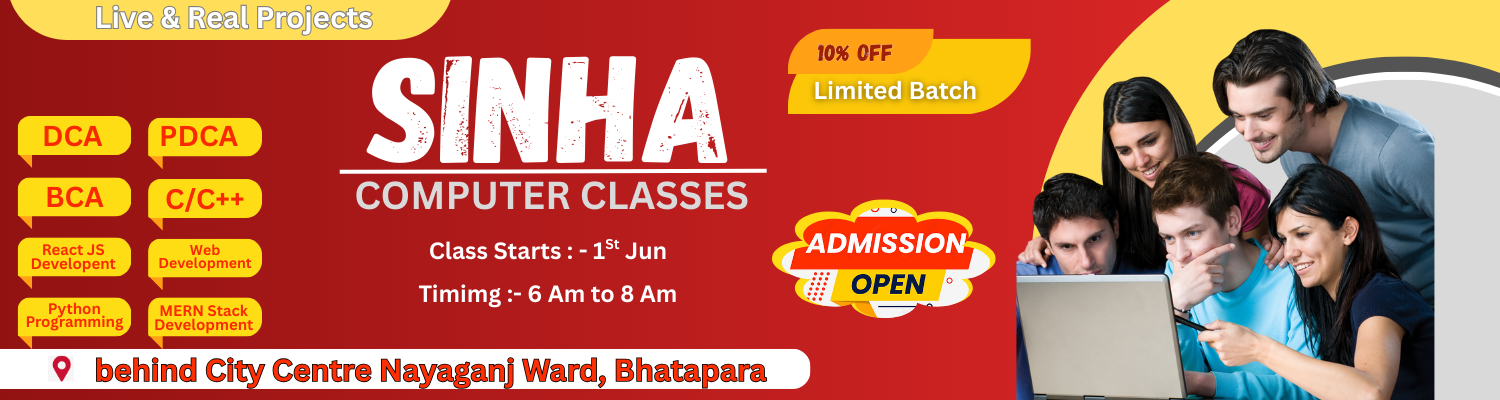 Live & Real Projects
SINHA
COMPUTER CLASSES
Class Starts : - 1St Jun
Timimg :- 6 Am to 8 Am
10% OFF
Limited Batch
ADMISSION
OPEN
DCA
PDCA
BCA
C/C++
React JS
Developent
Web
Development
Python
Programming
MERN Stack
Development
behind City Centre Nayaganj Ward, Bhatapara